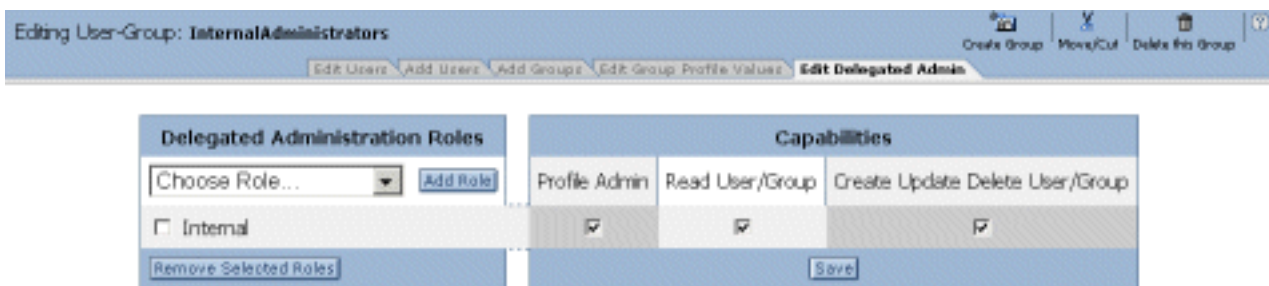 Editing User-Group: InternalAdministrators
Create Group Move/Cut Delete this Group ?
Edit Users Add Users Add Groups Edit Group Profile Values Edit Delegated Admin
Delegated Administration Roles Capabilities
Choose Role... Add Role Profile Admin Read User/Group Create Update Delete User/Group
Internal
Remove Selected Roles Save